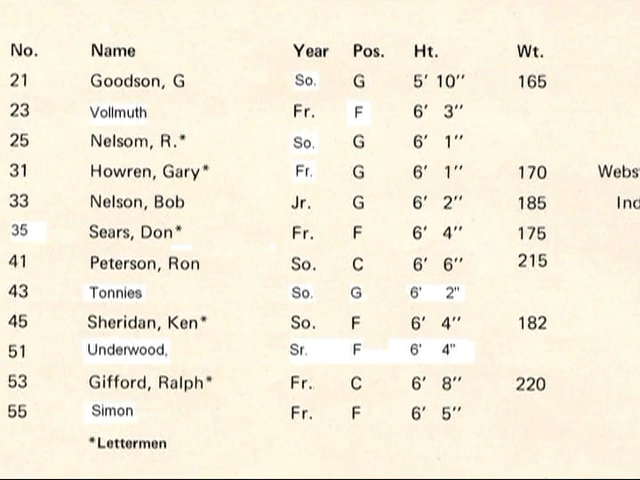 No. Name Year Pos. Ht. Wt.
21 Goodson, G So. G 5' 10" 165
23 Vollmuth Fr. F 6' 3"
25 Nelsom, R.* So. G 6' 1"
31 Howren, Gary* Fr. G 6' 1" 170 Webs
33 Nelson, Bob Jr. G 6' 2" 185 Ind
35 Sears, Don* Fr. F 6' 4" 175
41 Peterson, Ron So. C 6' 6" 215
43 Tonnies So. G 6' 2"
45 Sheridan, Ken* So. F 6' 4" 182
51 Underwood, Sr. F 6' 4"
53 Gifford, Ralph* Fr. C 6' 8" 220
55 Simon Fr. F 6' 5"
*Lettermen